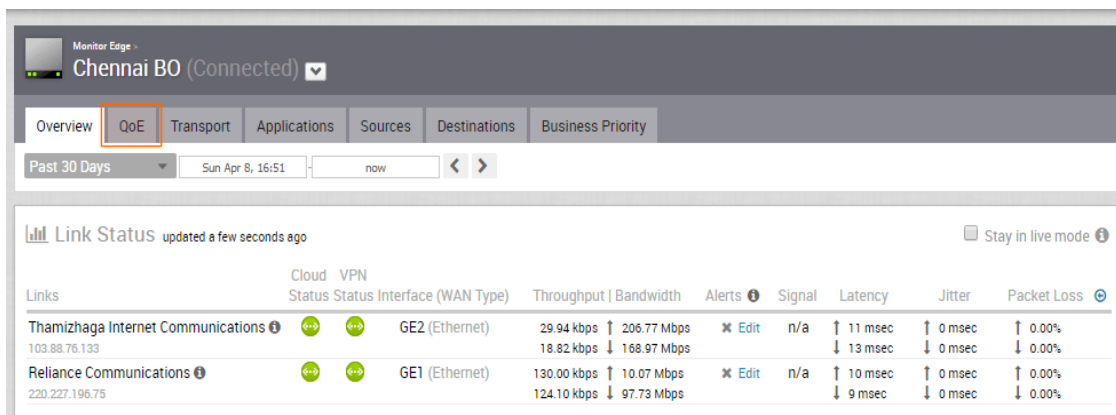 Monitor Edge >
Chennai BO (Connected)
Overview QoE Transport Applications Sources Destinations Business Priority
Past 30 Days Sun Apr 8, 16:51 - now < >
Link Status updated a few seconds ago Stay in live mode
Cloud VPN
Links Status Status Interface (WAN Type) Throughput | Bandwidth Alerts Signal Latency Jitter Packet Loss
Thamizhaga Internet Communications GE2 (Ethernet) 29.94 kbps ↑ 206.77 Mbps ✖ Edit n/a ↑ 11 msec ↑ 0 msec ↑ 0.00%
103.88.76.133 18.82 kbps ↓ 168.97 Mbps ↓ 13 msec ↓ 0 msec ↓ 0.00%
Reliance Communications GE1 (Ethernet) 130.00 kbps ↑ 10.07 Mbps ✖ Edit n/a ↑ 10 msec ↑ 0 msec ↑ 0.00%
220.227.196.75 124.10 kbps ↓ 97.73 Mbps ↓ 9 msec ↓ 0 msec ↓ 0.00%